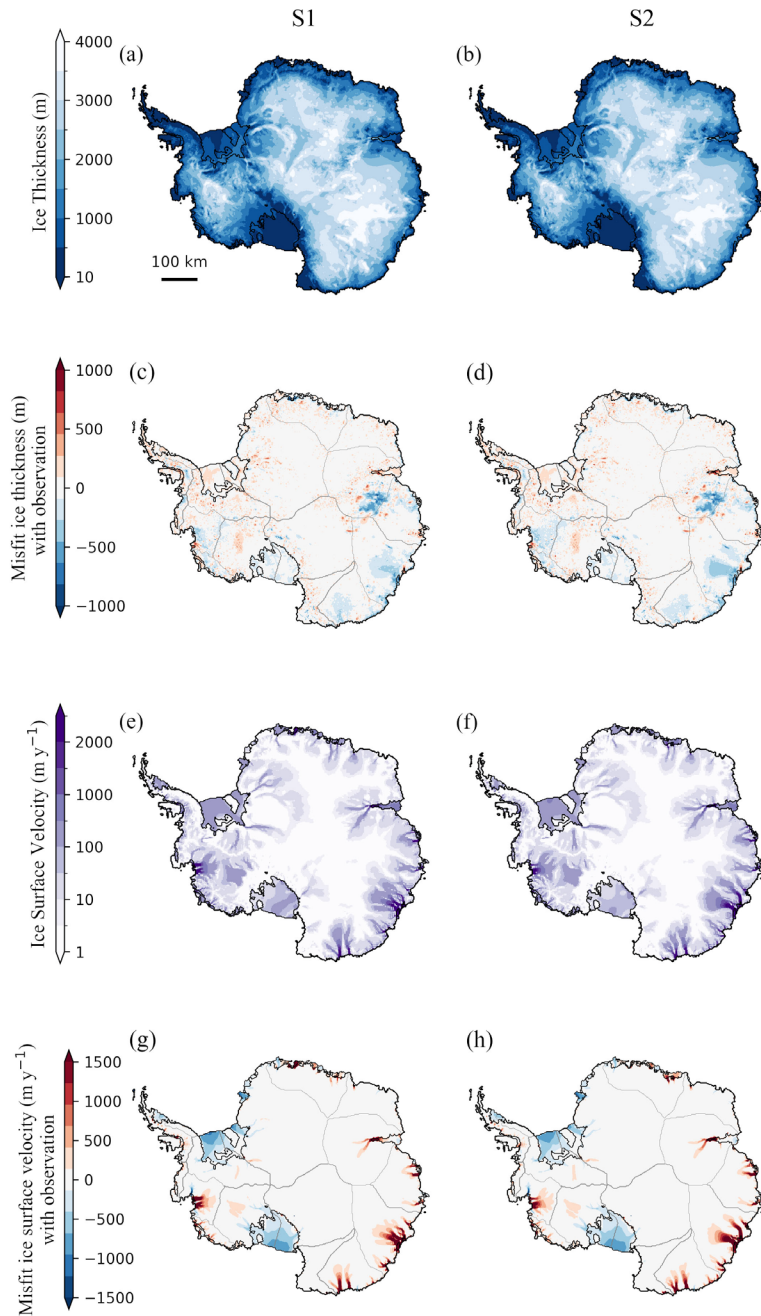 S1
S2
(a)
(b)
Ice Thickness (m)
4000
3000
2000
1000
10
100 km
(c)
(d)
Misfit ice thickness (m)
with observation
1000
500
0
−500
−1000
(e)
(f)
Ice Surface Velocity (m y⁻¹)
2000
1000
100
10
1
(g)
(h)
Misfit ice surface velocity (m y⁻¹)
with observation
1500
1000
500
0
−500
−1000
−1500